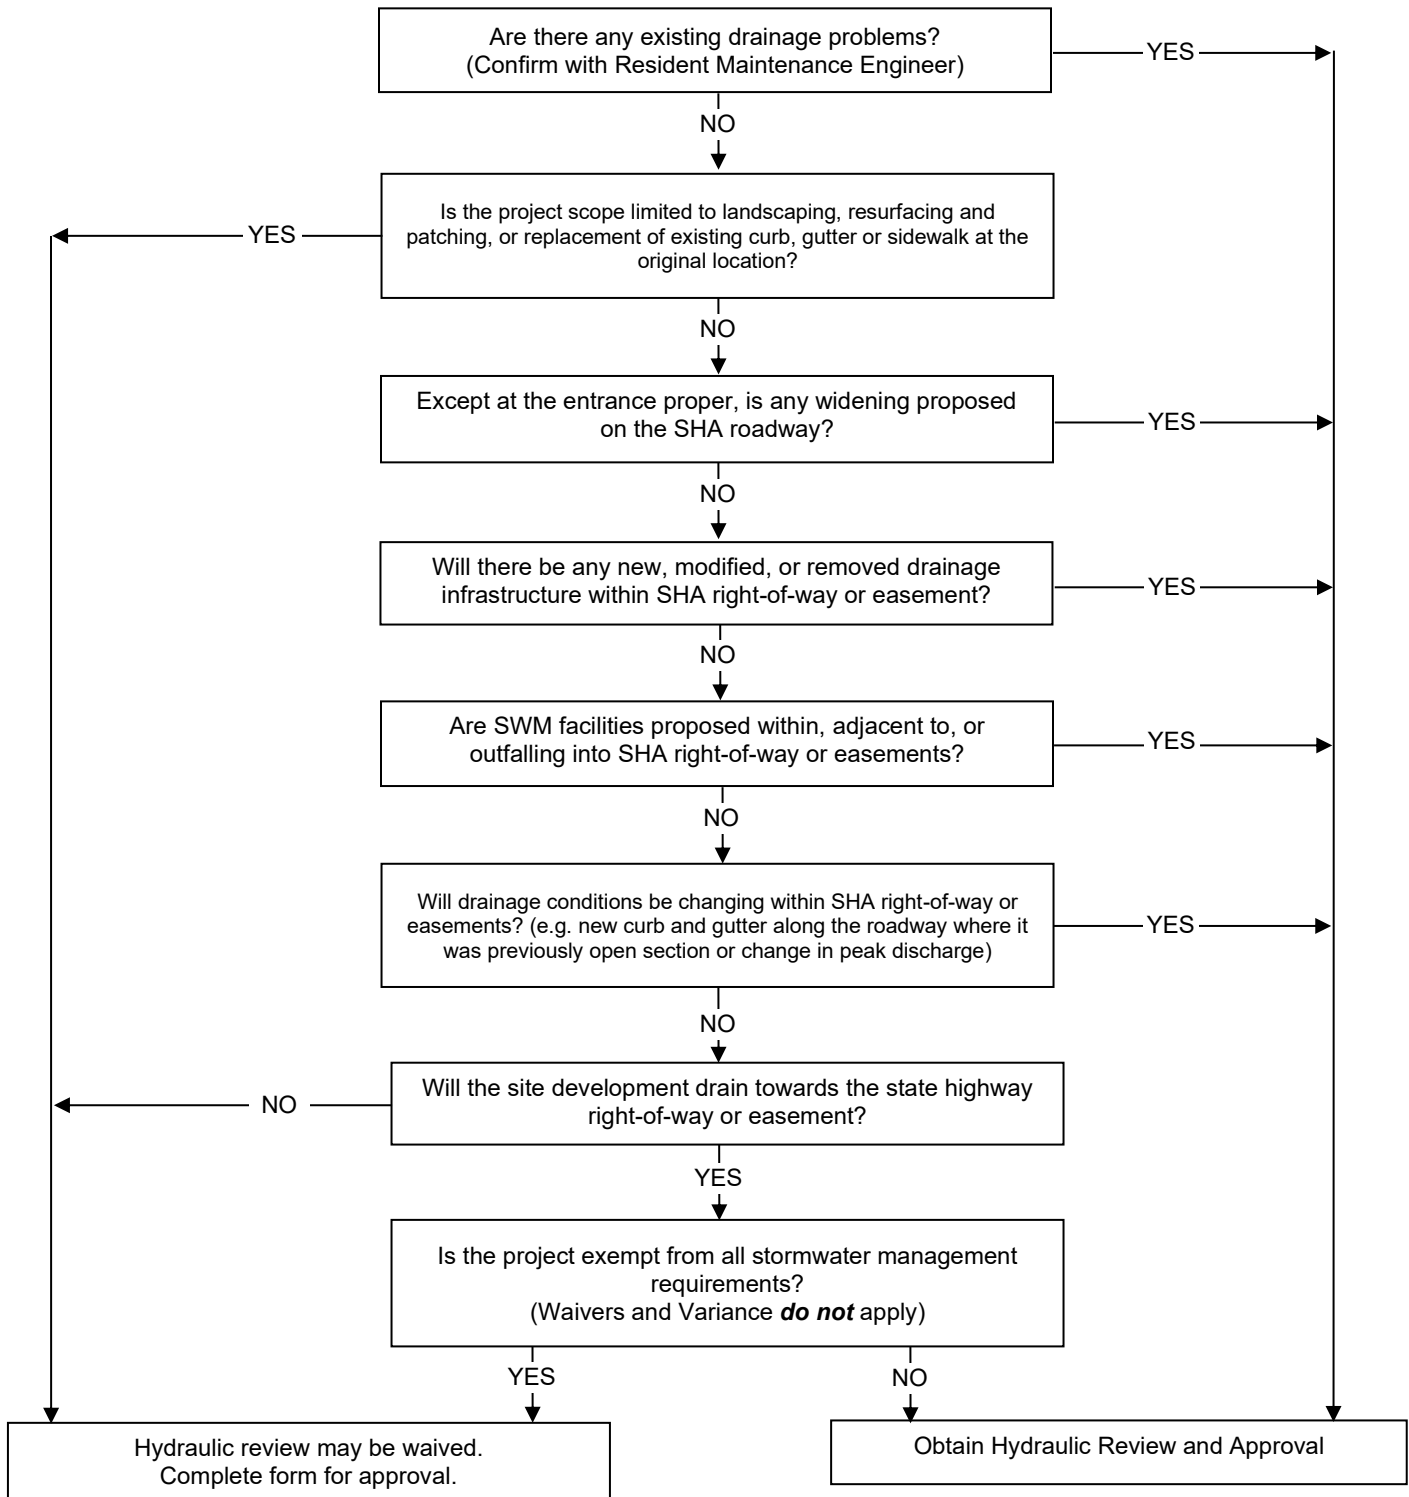 Are there any existing drainage problems?
(Confirm with Resident Maintenance Engineer)
YES
NO
Is the project scope limited to landscaping, resurfacing and
patching, or replacement of existing curb, gutter or sidewalk at the
original location?
YES
NO
Except at the entrance proper, is any widening proposed
on the SHA roadway?
YES
NO
Will there be any new, modified, or removed drainage
infrastructure within SHA right-of-way or easement?
YES
NO
Are SWM facilities proposed within, adjacent to, or
outfalling into SHA right-of-way or easements?
YES
NO
Will drainage conditions be changing within SHA right-of-way or
easements? (e.g. new curb and gutter along the roadway where it
was previously open section or change in peak discharge)
YES
NO
Will the site development drain towards the state highway
right-of-way or easement?
NO
YES
Is the project exempt from all stormwater management
requirements?
(Waivers and Variance do not apply)
YES
NO
Hydraulic review may be waived.
Complete form for approval.
Obtain Hydraulic Review and Approval